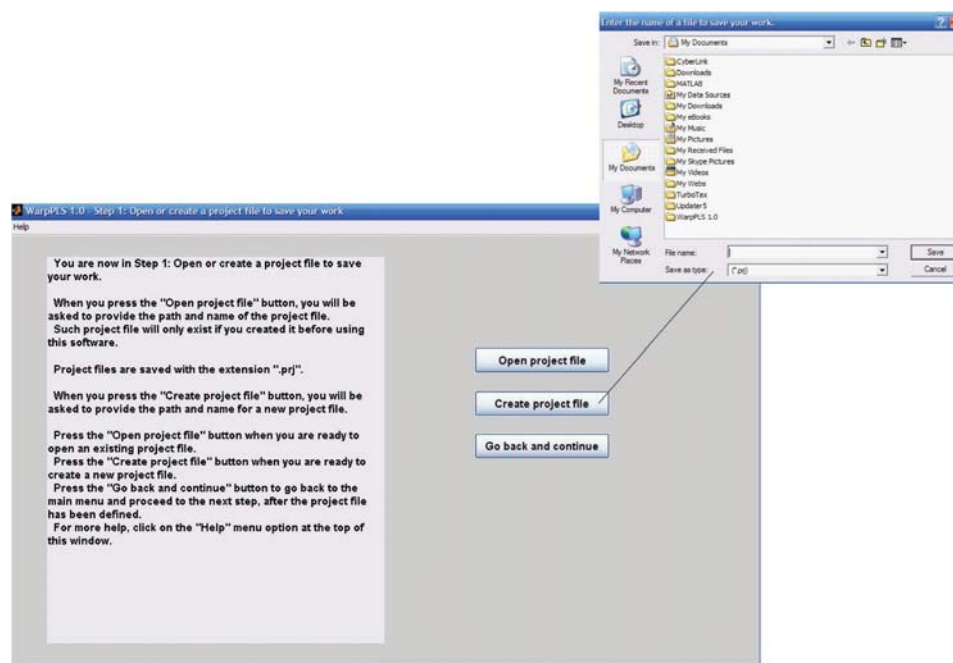 Enter the name of a file to save your work.
Save in:
My Documents
My Recent
Documents
Desktop
My Documents
My Computer
My Network
Places
CyberLink
Downloads
MATLAB
My Data Sources
My Downloads
My eBooks
My Music
My Pictures
My Received Files
My Skype Pictures
My Videos
My Webs
TurboTax
Updater5
WarpPLS 1.0
File name:
Save
Save as type:
(*.prj)
Cancel
WarpPLS 1.0 - Step 1: Open or create a project file to save your work
Help
You are now in Step 1: Open or create a project file to save
your work.
When you press the "Open project file" button, you will be
asked to provide the path and name of the project file.
Such project file will only exist if you created it before using
this software.
Project files are saved with the extension ".prj".
When you press the "Create project file" button, you will be
asked to provide the path and name for a new project file.
Press the "Open project file" button when you are ready to
open an existing project file.
Press the "Create project file" button when you are ready to
create a new project file.
Press the "Go back and continue" button to go back to the
main menu and proceed to the next step, after the project file
has been defined.
For more help, click on the "Help" menu option at the top of
this window.
Open project file
Create project file
Go back and continue